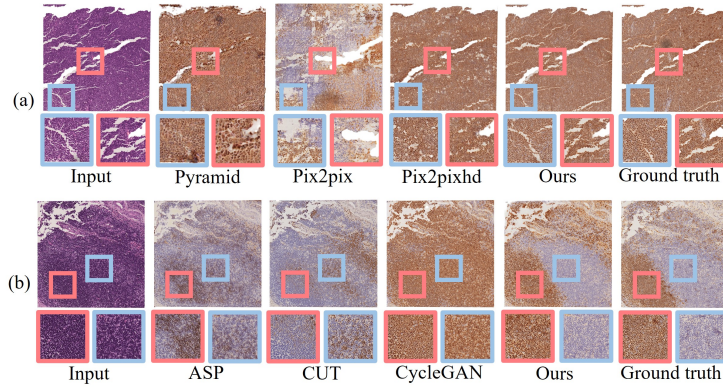 (a)
Input Pyramid Pix2pix Pix2pixhd Ours Ground truth
(b)
Input ASP CUT CycleGAN Ours Ground truth